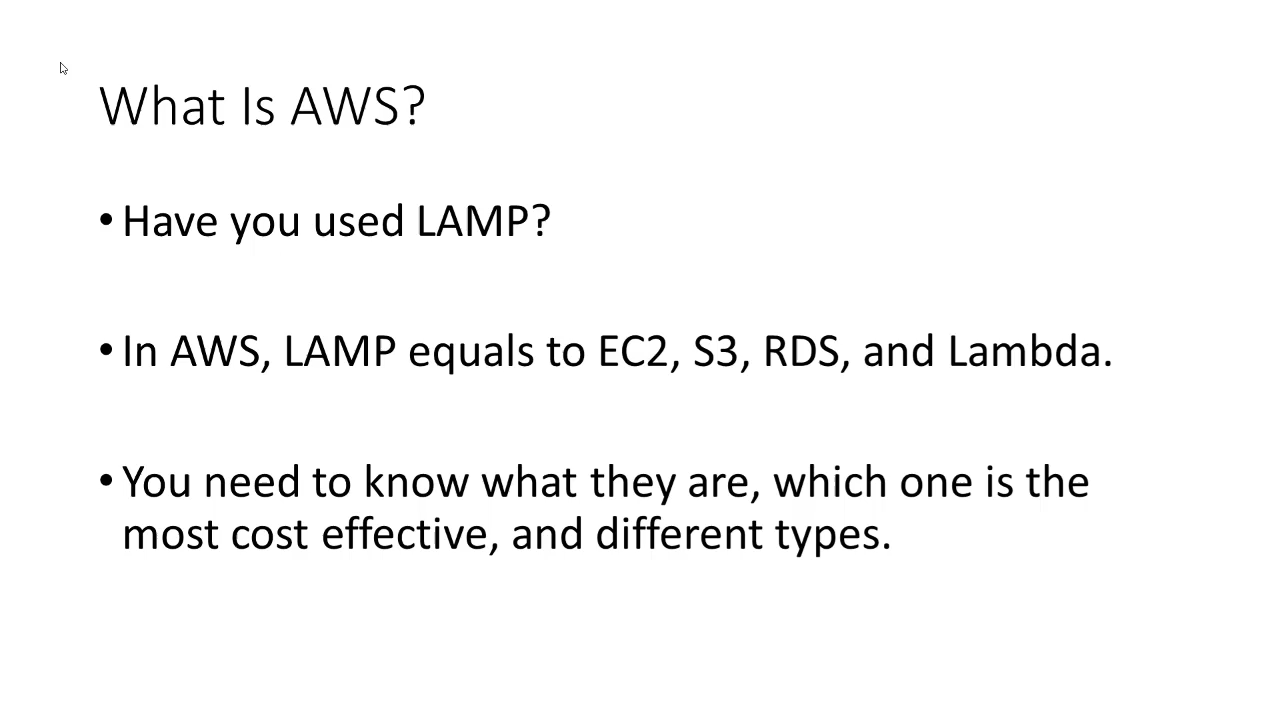 What Is AWS?
• Have you used LAMP?
• In AWS, LAMP equals to EC2, S3, RDS, and Lambda.
• You need to know what they are, which one is the
most cost effective, and different types.